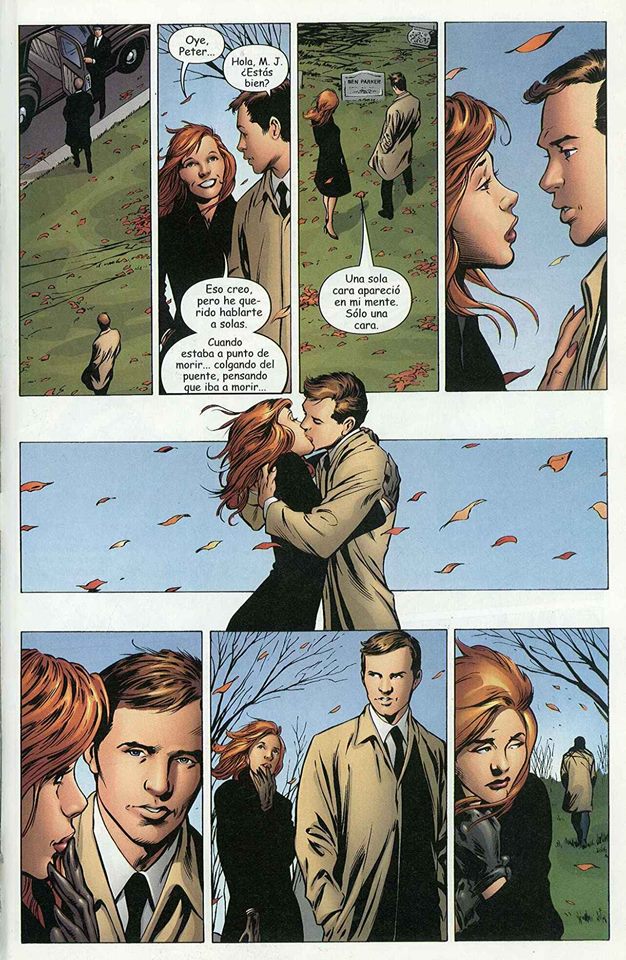 Oye,
Peter...
Hola, M. J.
¿Estás
bien?
Eso creo,
pero he que-
rido hablarte
a solas.
Cuando
estaba a punto de
morir... colgando del
puente, pensando
que iba a morir...
BEN PARKER
Una sola
cara apareció
en mi mente.
Sólo una
cara.